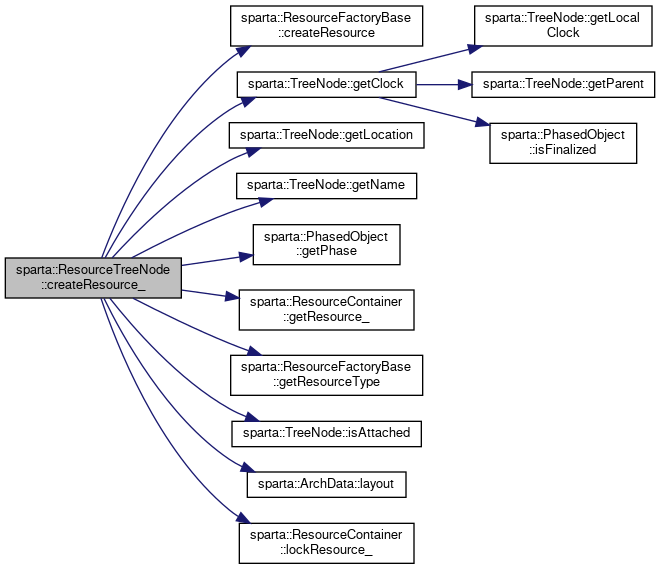 sparta::ResourceFactoryBase
::createResource
sparta::TreeNode::getLocal
Clock
sparta::TreeNode::getClock
sparta::TreeNode::getParent
sparta::TreeNode::getLocation
sparta::PhasedObject
::isFinalized
sparta::TreeNode::getName
sparta::PhasedObject
::getPhase
sparta::ResourceTreeNode
::createResource_
sparta::ResourceContainer
::getResource_
sparta::ResourceFactoryBase
::getResourceType
sparta::TreeNode::isAttached
sparta::ArchData::layout
sparta::ResourceContainer
::lockResource_